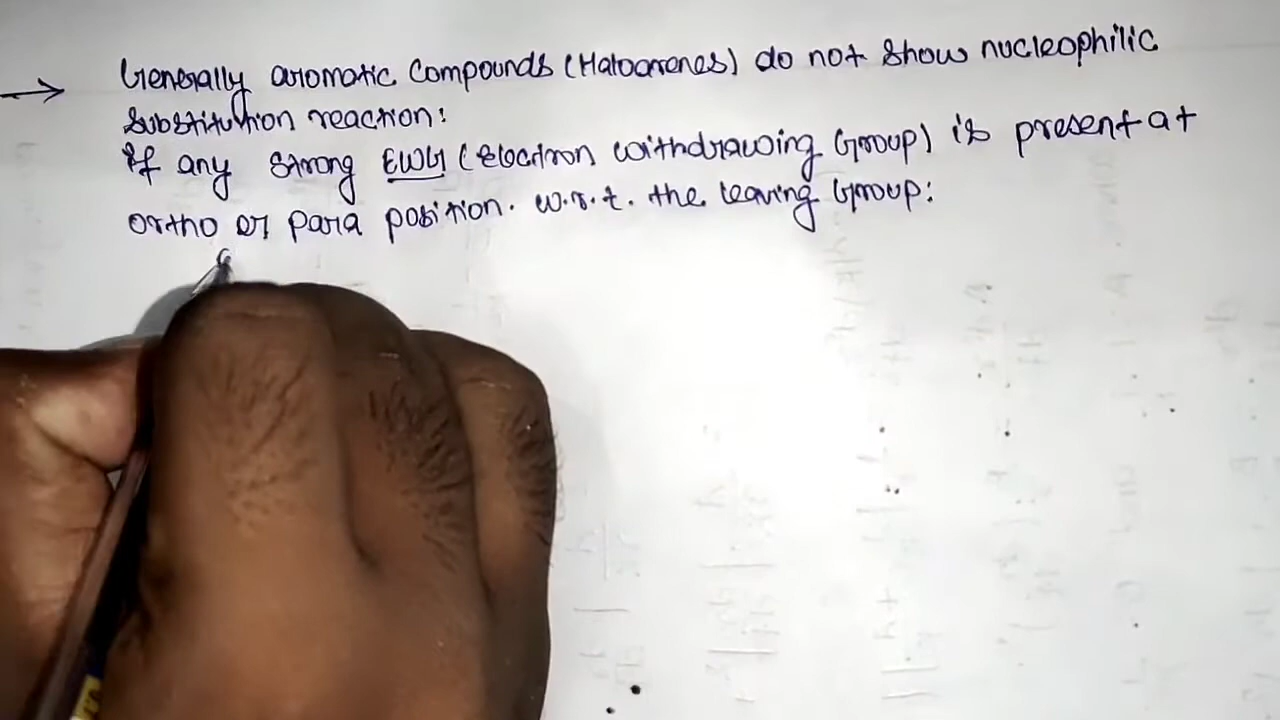 → Generally aromatic compounds (Haloarenes) do not show nucleophilic
substitution reaction:
If any strong EWG (electron withdrawing Group) is present at
ortho or para position. w.r.t. the leaving Group: